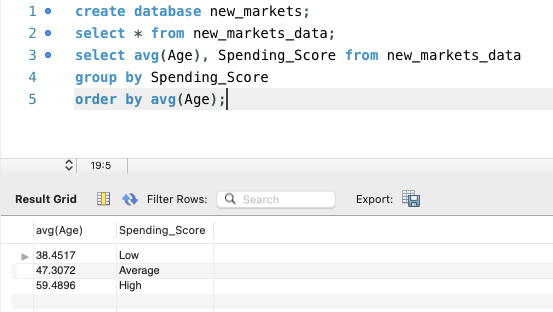 1 create database new_markets;
2 select * from new_markets_data;
3 select avg(Age), Spending_Score from new_markets_data
4 group by Spending_Score
5 order by avg(Age);
19:5
Result Grid Filter Rows: Search Export:
avg(Age) Spending_Score
38.4517 Low
47.3072 Average
59.4896 High